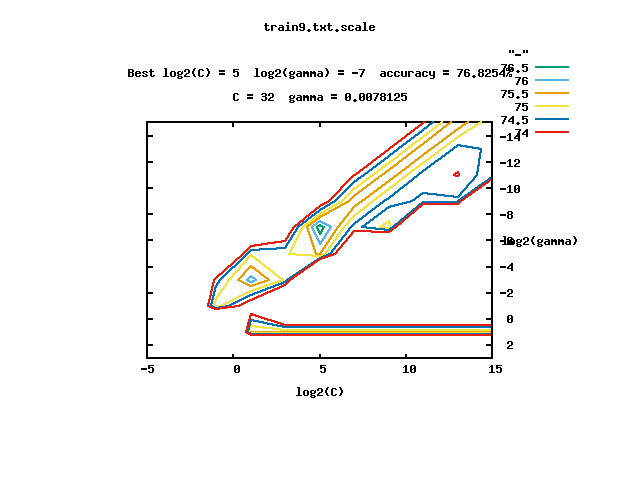 train9.txt.scale
"-"
76.5
Best log2(C) = 5  log2(gamma) = -7  accuracy = 76.8254%
76
75.5
C = 32  gamma = 0.0078125
75
74.5
74
-14
-12
-10
-8
-6
log2(gamma)
-4
-2
0
2
-5 0 5 10 15
log2(C)